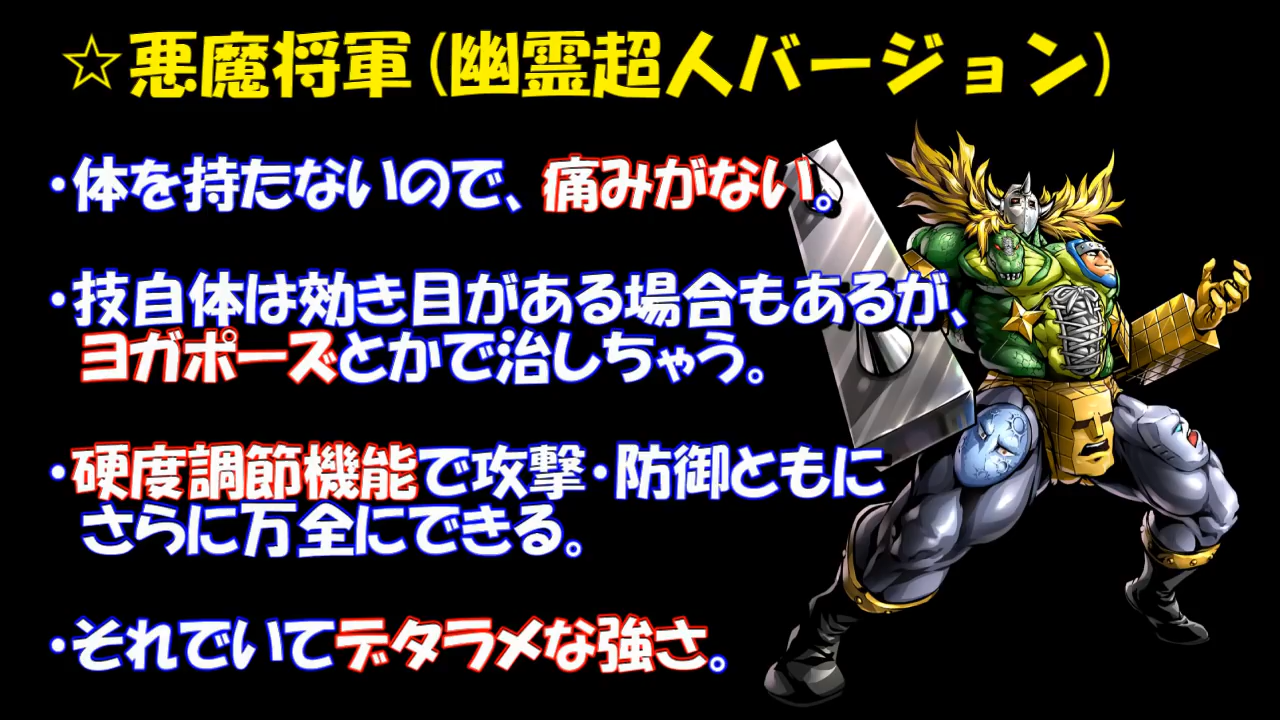 ☆悪魔将軍(幽霊超人バージョン)
・体を持たないので、痛みがない。
・技自体は効き目がある場合もあるが、
ヨガポーズとかで治しちゃう。
・硬度調節機能で攻撃・防御ともに
さらに万全にできる。
・それでいてデタラメな強さ。